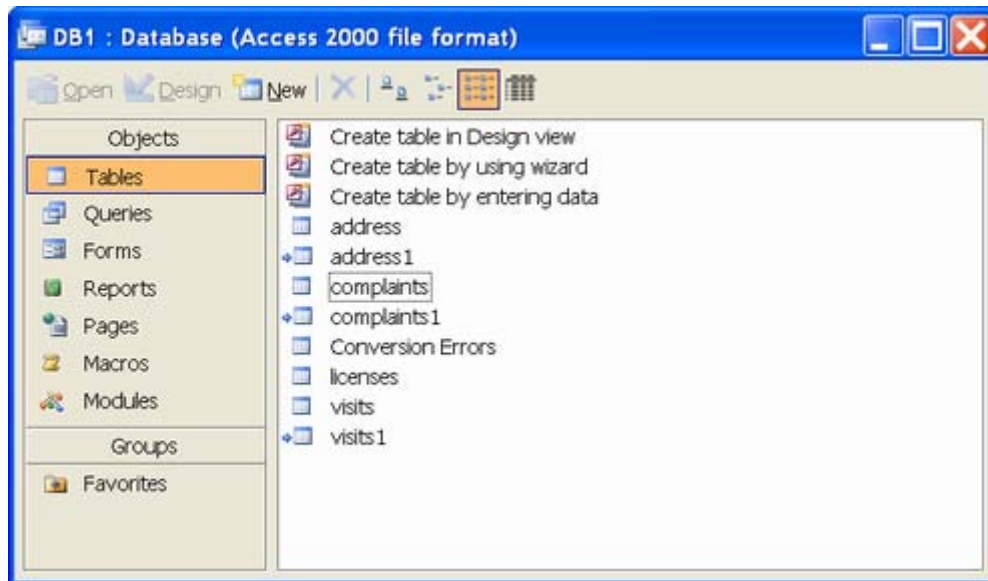 DB1 : Database (Access 2000 file format)
Open Design New
Objects
Tables
Queries
Forms
Reports
Pages
Macros
Modules
Groups
Favorites
Create table in Design view
Create table by using wizard
Create table by entering data
address
address1
complaints
complaints1
Conversion Errors
licenses
visits
visits1